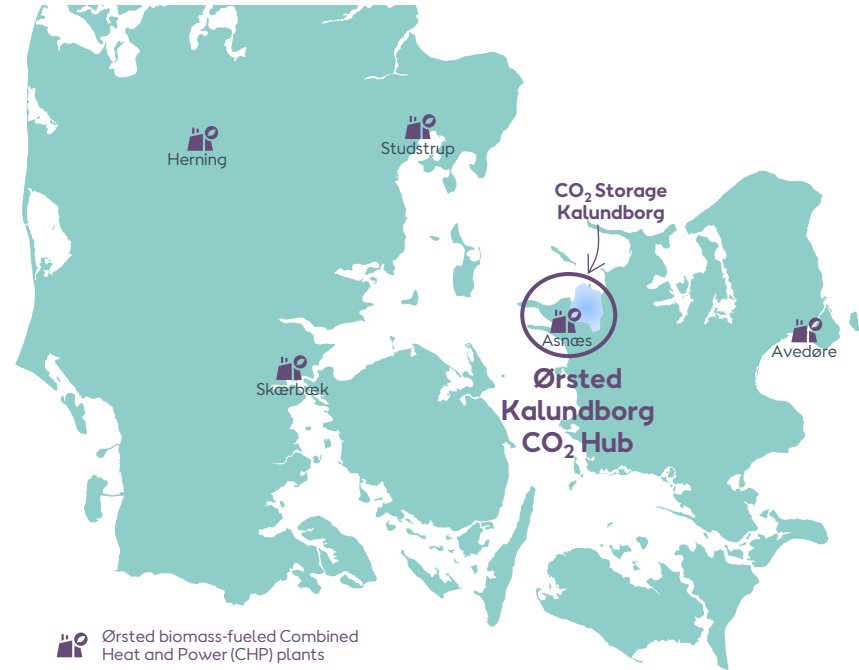 Herning
Studstrup
CO₂ Storage
Kalundborg
Asnæs
Avedøre
Skærbæk
Ørsted
Kalundborg
CO₂ Hub
Ørsted biomass-fueled Combined
Heat and Power (CHP) plants